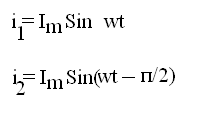 i₁=Iₘ Sin wt
i₂=Iₘ Sin(wt – п/2)